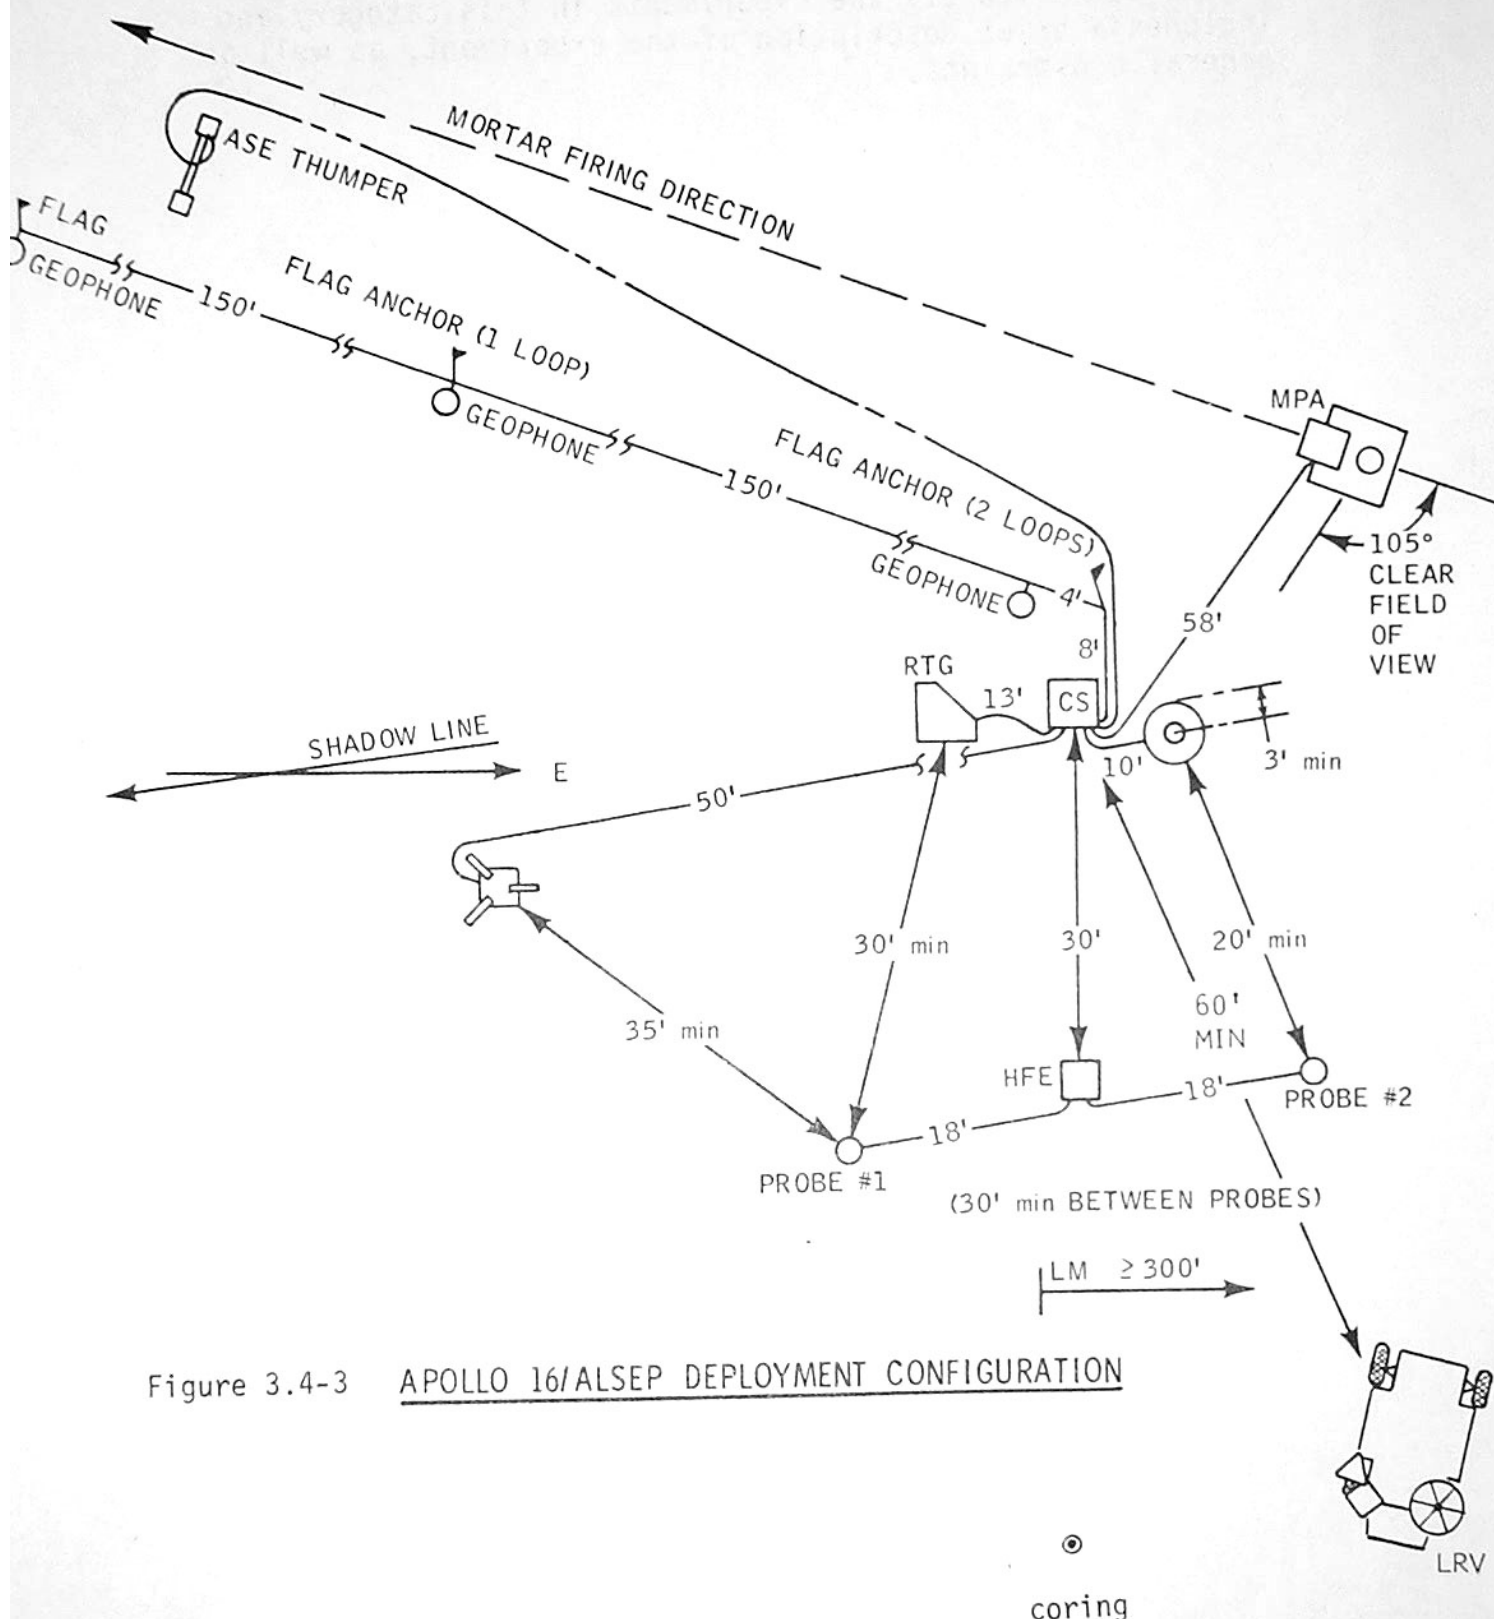 MORTAR FIRING DIRECTION
ASE THUMPER
FLAG
GEOPHONE
150'
FLAG ANCHOR (1 LOOP)
GEOPHONE
150'
FLAG ANCHOR (2 LOOPS)
GEOPHONE
4'
8'
MPA
105°
CLEAR
FIELD
OF
VIEW
58'
RTG
13'
CS
10'
3' min
SHADOW LINE
E
50'
30' min
30'
20' min
60'
MIN
35' min
HFE
18'
18'
PROBE #2
PROBE #1
(30' min BETWEEN PROBES)
LM ≥300'
Figure 3.4-3 APOLLO 16/ALSEP DEPLOYMENT CONFIGURATION
LRV
coring